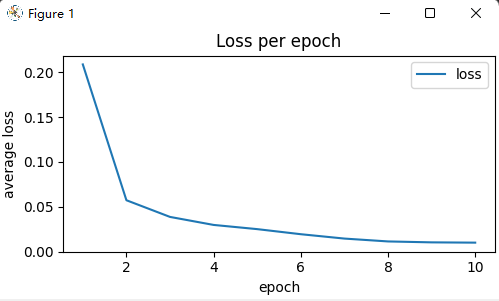 Figure 1
Loss per epoch
loss
average loss
0.20
0.15
0.10
0.05
0.00
2 4 6 8 10
epoch